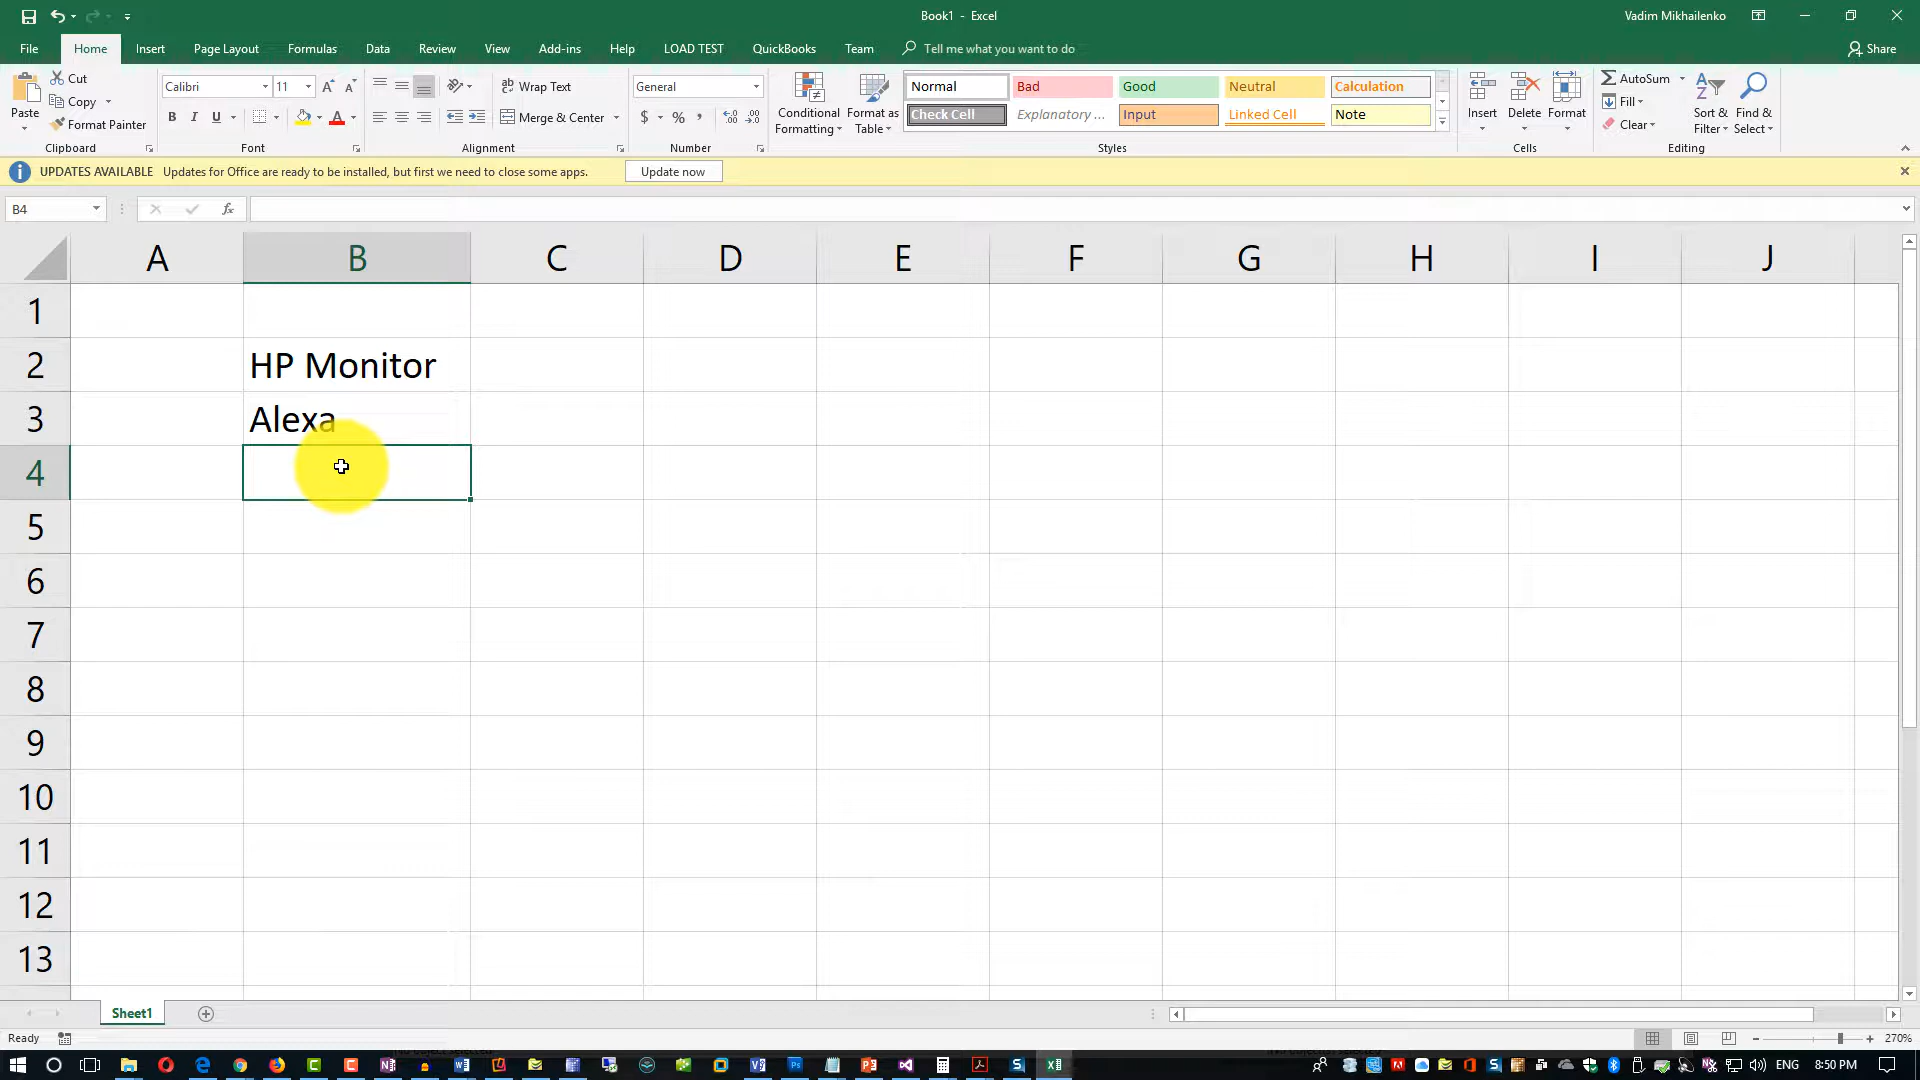 Book1 - Excel
Vadim Mikhailenko
File Home Insert Page Layout Formulas Data Review View Add-ins Help LOAD TEST QuickBooks Team Tell me what you want to do Share
Paste
Cut
Copy
Format Painter
Clipboard
Calibri 11
B I U
Font
Wrap Text
Merge & Center
Alignment
General
$ % ,
Number
Conditional Formatting
Format as Table
Normal Bad Good Neutral Calculation
Check Cell Explanatory ... Input Linked Cell Note
Styles
Insert Delete Format
Cells
AutoSum
Fill
Clear
Sort & Filter
Find & Select
Editing
UPDATES AVAILABLE Updates for Office are ready to be installed, but first we need to close some apps. Update now
B4 fx
A B C D E F G H I J
1
2 HP Monitor
3 Alexa
4
5
6
7
8
9
10
11
12
13
Sheet1
Ready
270%
ENG 8:50 PM